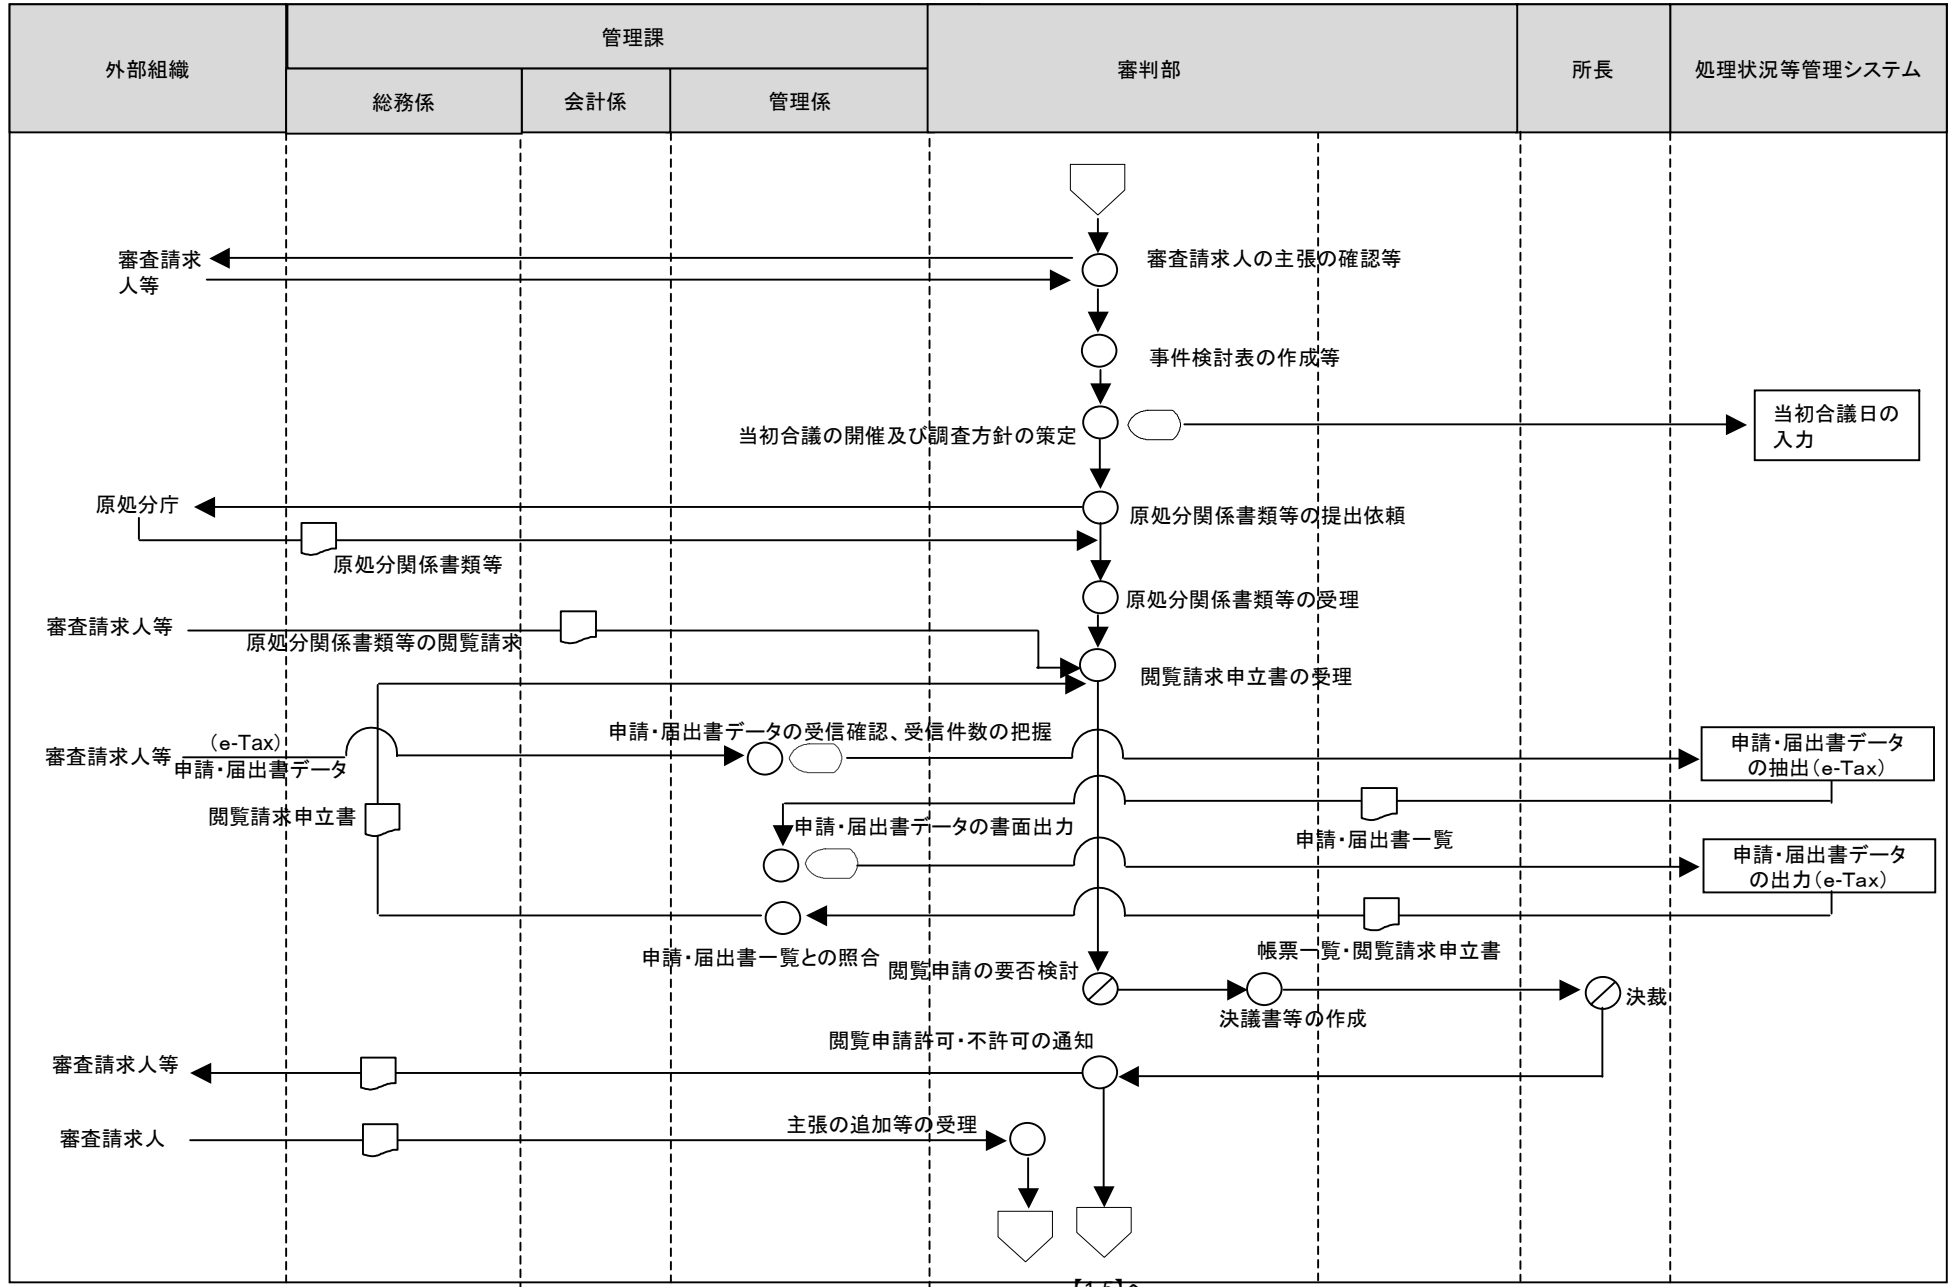 外部組織
管理課
審判部
所長
処理状況等管理システム
総務係
会計係
管理係
審査請求
人等
審査請求人の主張の確認等
事件検討表の作成等
当初合議の開催及び調査方針の策定
当初合議日の
入力
原処分庁
原処分関係書類等の提出依頼
原処分関係書類等
原処分関係書類等の受理
審査請求人等
原処分関係書類等の閲覧請求
閲覧請求申立書の受理
審査請求人等
(e-Tax)
申請・届出書データ
申請・届出書データの受信確認、受信件数の把握
申請・届出書データ
の抽出(e-Tax)
閲覧請求申立書
申請・届出書データの書面出力
申請・届出書一覧
申請・届出書データ
の出力(e-Tax)
申請・届出書一覧との照合
帳票一覧・閲覧請求申立書
閲覧申請の要否検討
決議書等の作成
決裁
閲覧申請許可・不許可の通知
審査請求人等
審査請求人
主張の追加等の受理